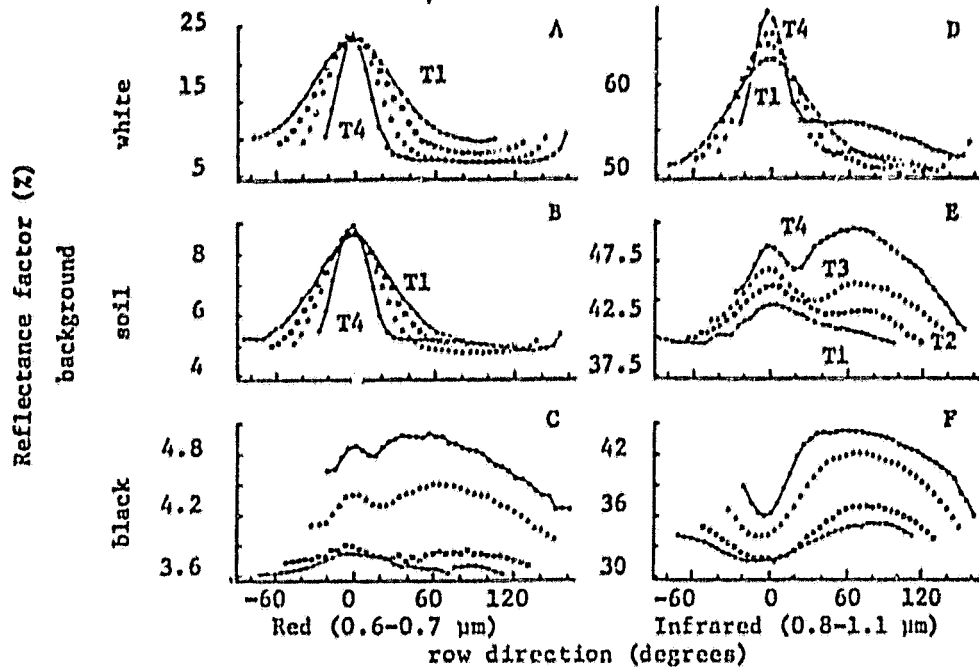 Reflectance factor (%)
background
white
soil
black
25
15
5
A
T1
T4
60
50
D
T4
T1
8
6
4
B
T1
T4
47.5
42.5
37.5
E
T4
T3
T2
T1
4.8
4.2
3.6
C
42
36
30
F
-60 0 60 120
-60 0 60 120
Red (0.6-0.7 μm)
Infrared (0.8-1.1 μm)
row direction (degrees)